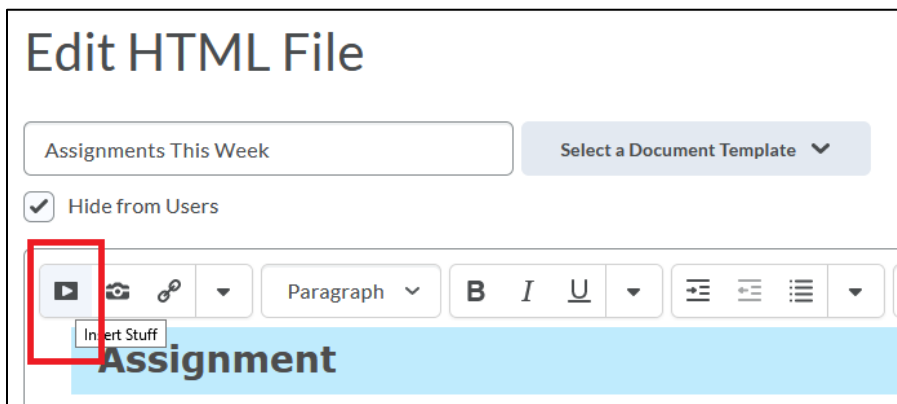 Edit HTML File
Assignments This Week
Select a Document Template
Hide from Users
Paragraph B I U
Insert Stuff
Assignment